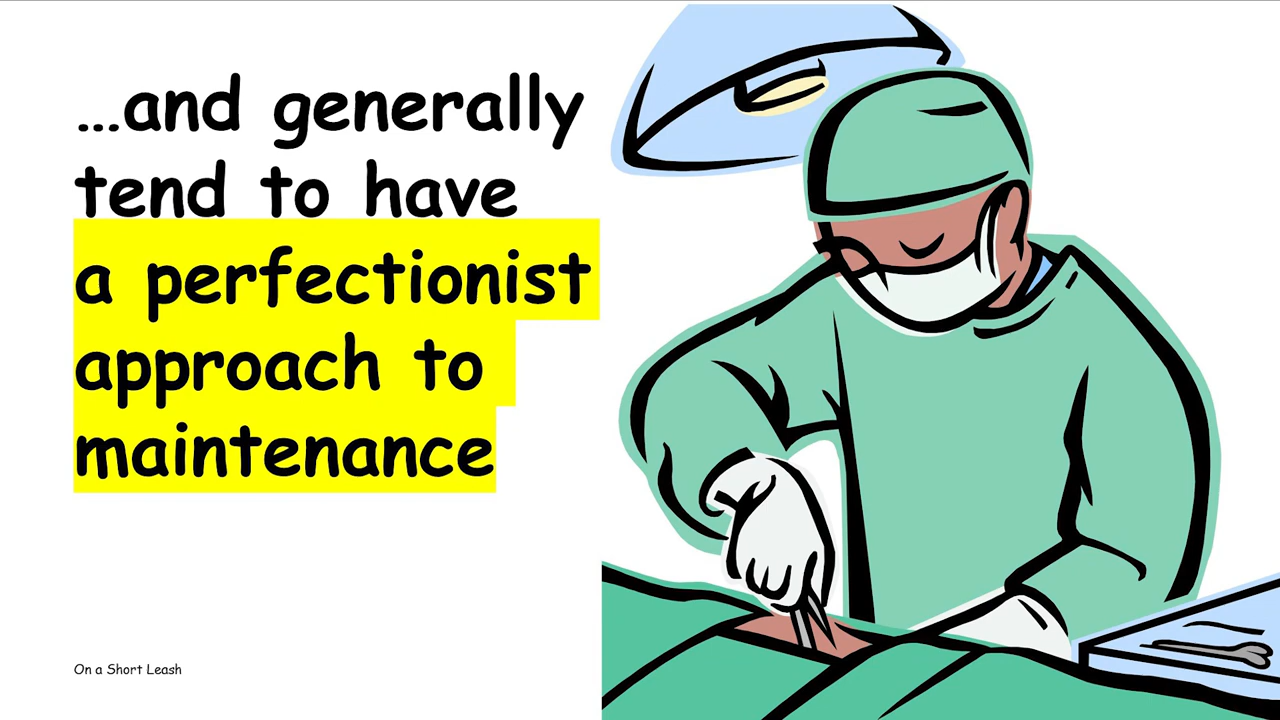 ...and generally
tend to have
a perfectionist
approach to
maintenance
On a Short Leash